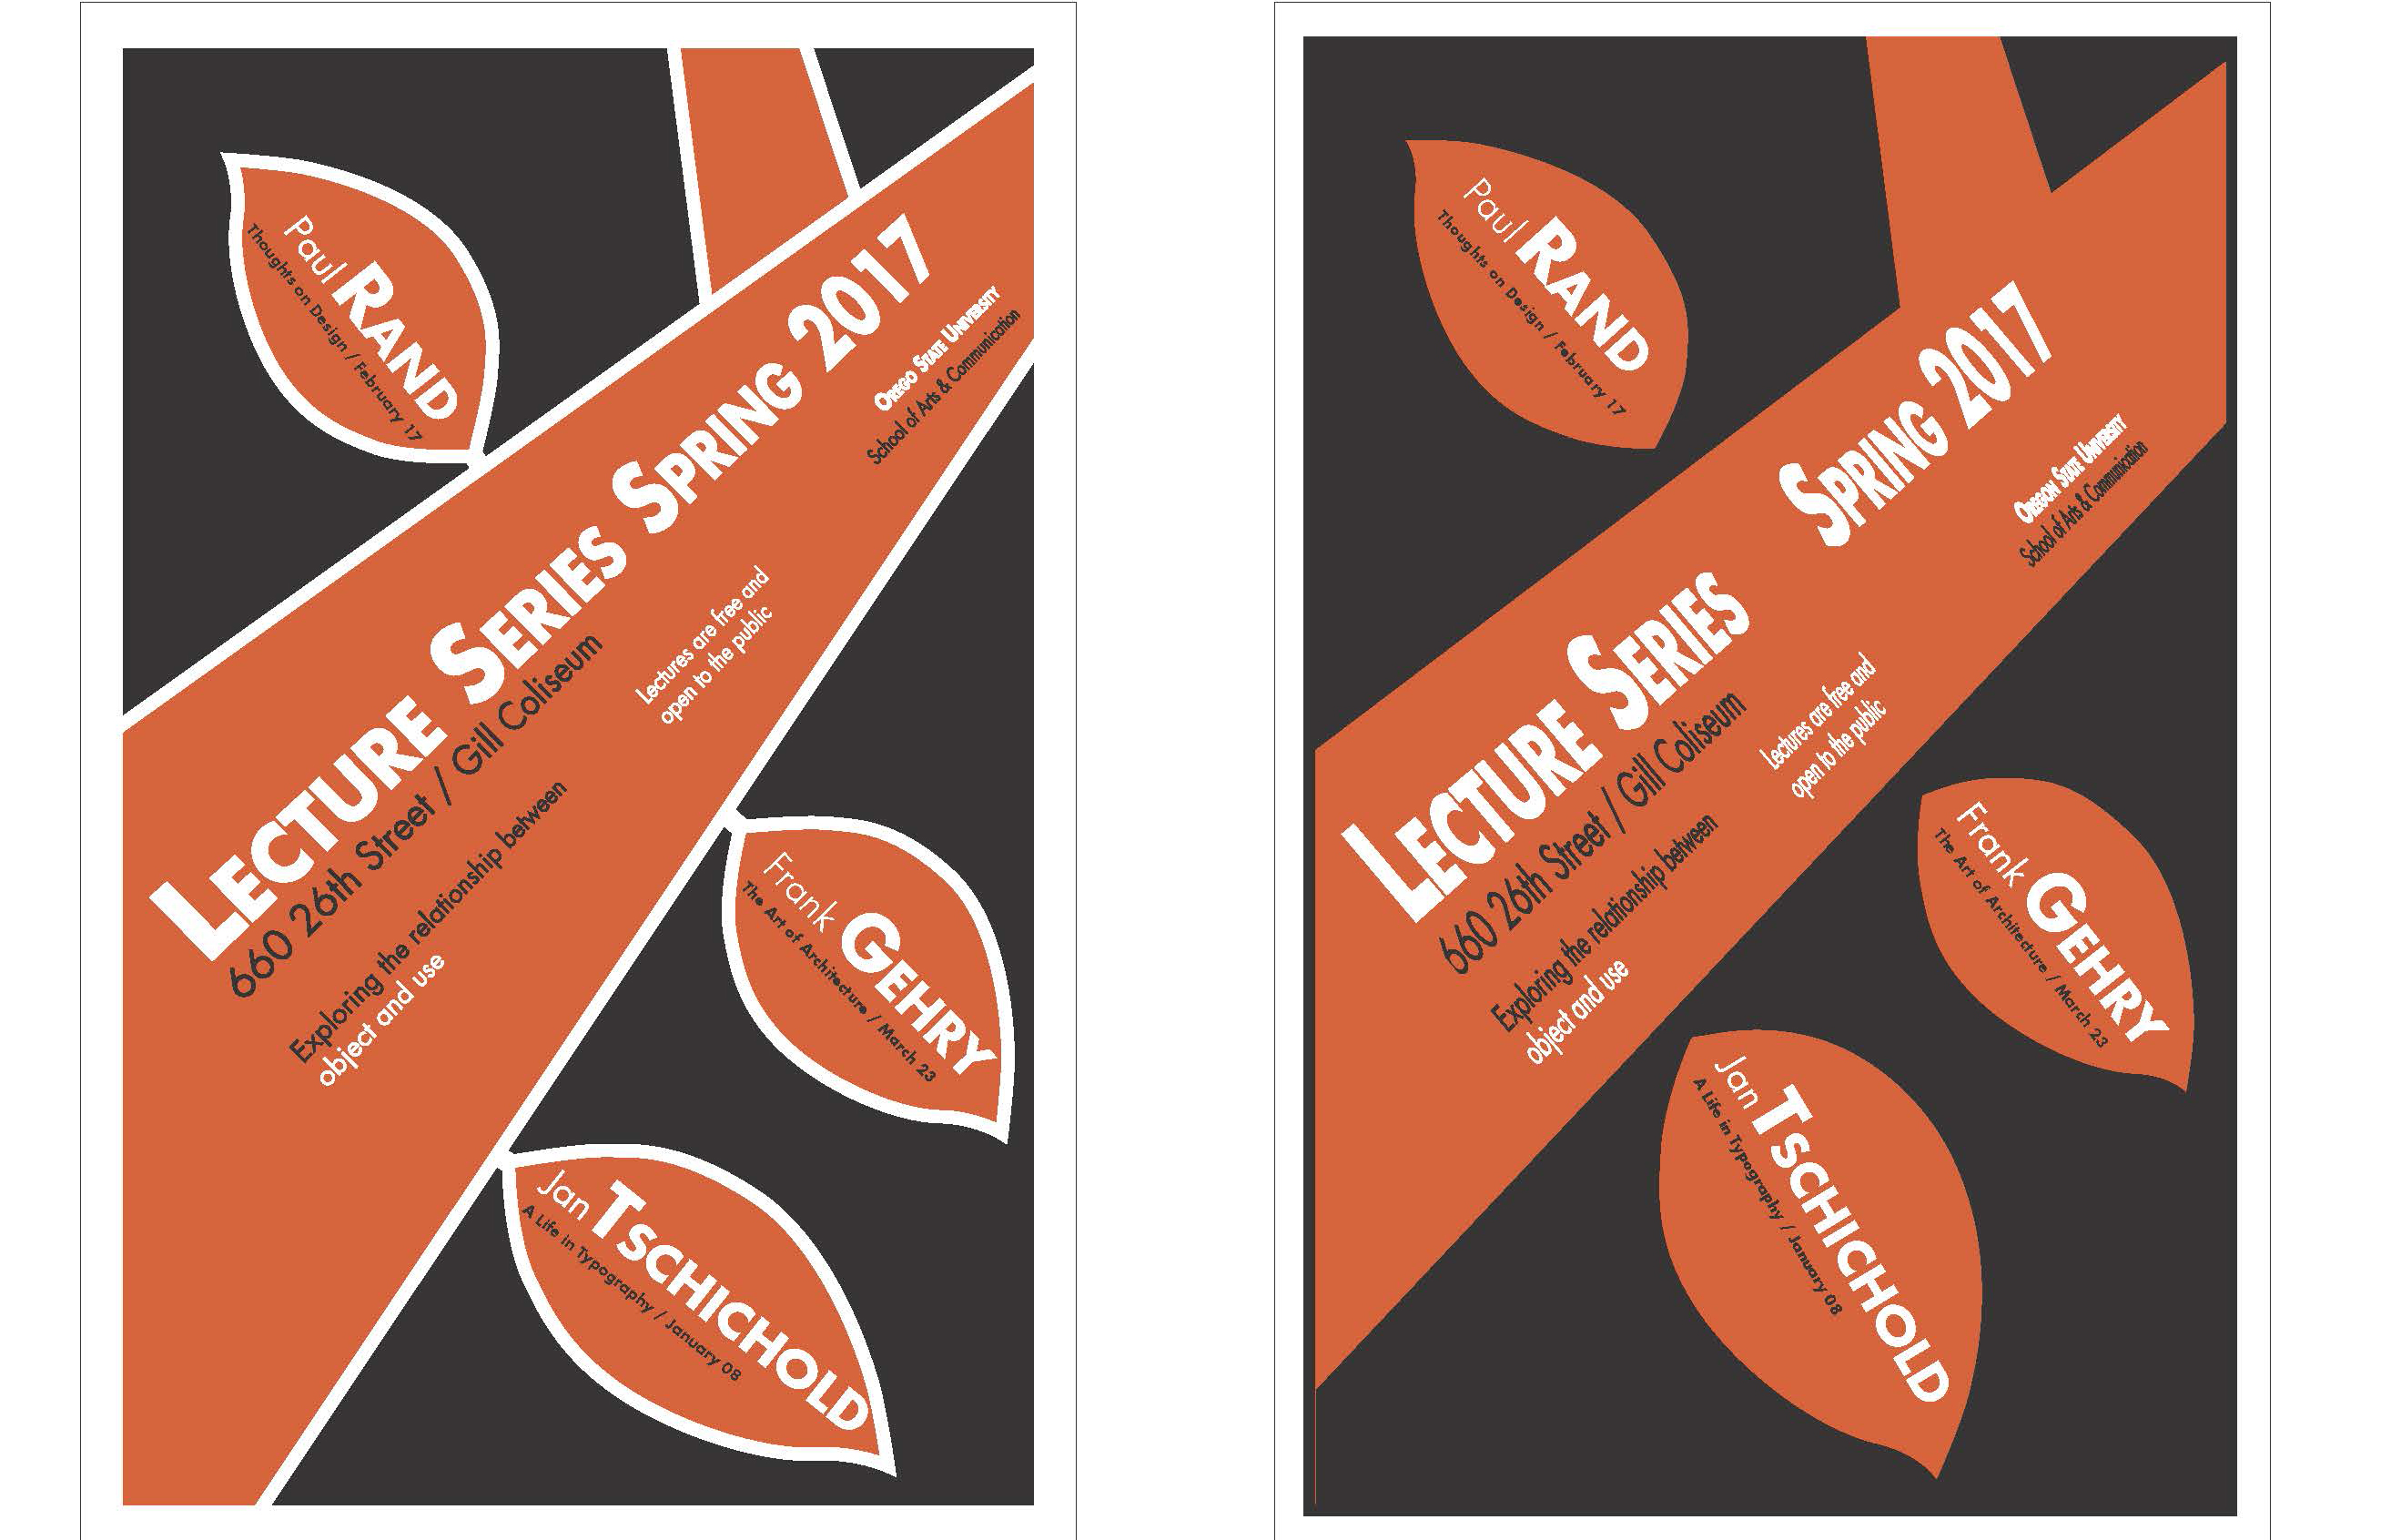 Paul RAND
Thoughts on Design / February 17
LECTURE SERIES SPRING 2017
660 26th Street / Gill Coliseum
Exploring the relationship between
object and use
Lectures are free and
open to the public
OREGO STATE UNIVERSITY
School of Arts & Communication
Frank GEHRY
The Art of Architecture / March 23
Jan TSCHICHOLD
A Life in Typography / January 08
Paul RAND
Thoughts on Design / February 17
LECTURE SERIES SPRING 2017
660 26th Street / Gill Coliseum
Exploring the relationship between
object and use
Lectures are free and
open to the public
OREGON STATE UNIVERSITY
School of Arts & Communication
Frank GEHRY
The Art of Architecture / March 23
Jan TSCHICHOLD
A Life in Typography / January 08